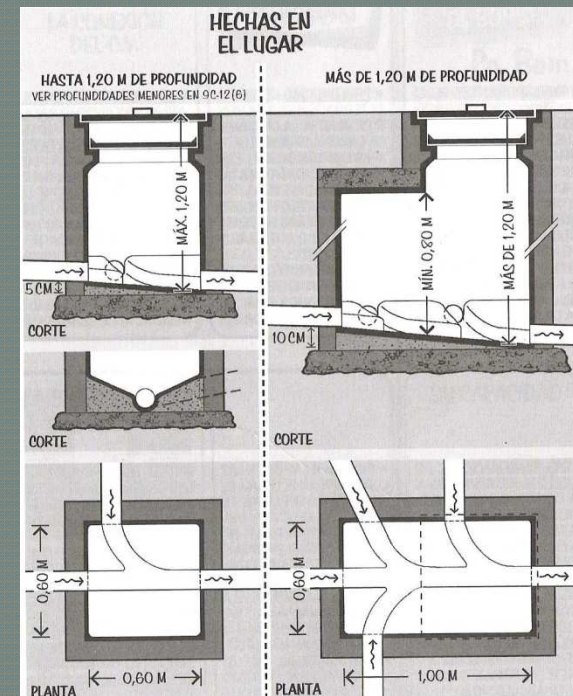 HECHAS EN
EL LUGAR
HASTA 1,20 M DE PROFUNDIDAD
VER PROFUNDIDADES MENORES EN 9C-12(6)
MÁX. 1,20 M
5 CM
CORTE
CORTE
0,60 M
0,60 M
PLANTA
MÁS DE 1,20 M DE PROFUNDIDAD
MÍN. 0,80 M
MÁS DE 1,20 M
10 CM
CORTE
0,60 M
1,00 M
PLANTA